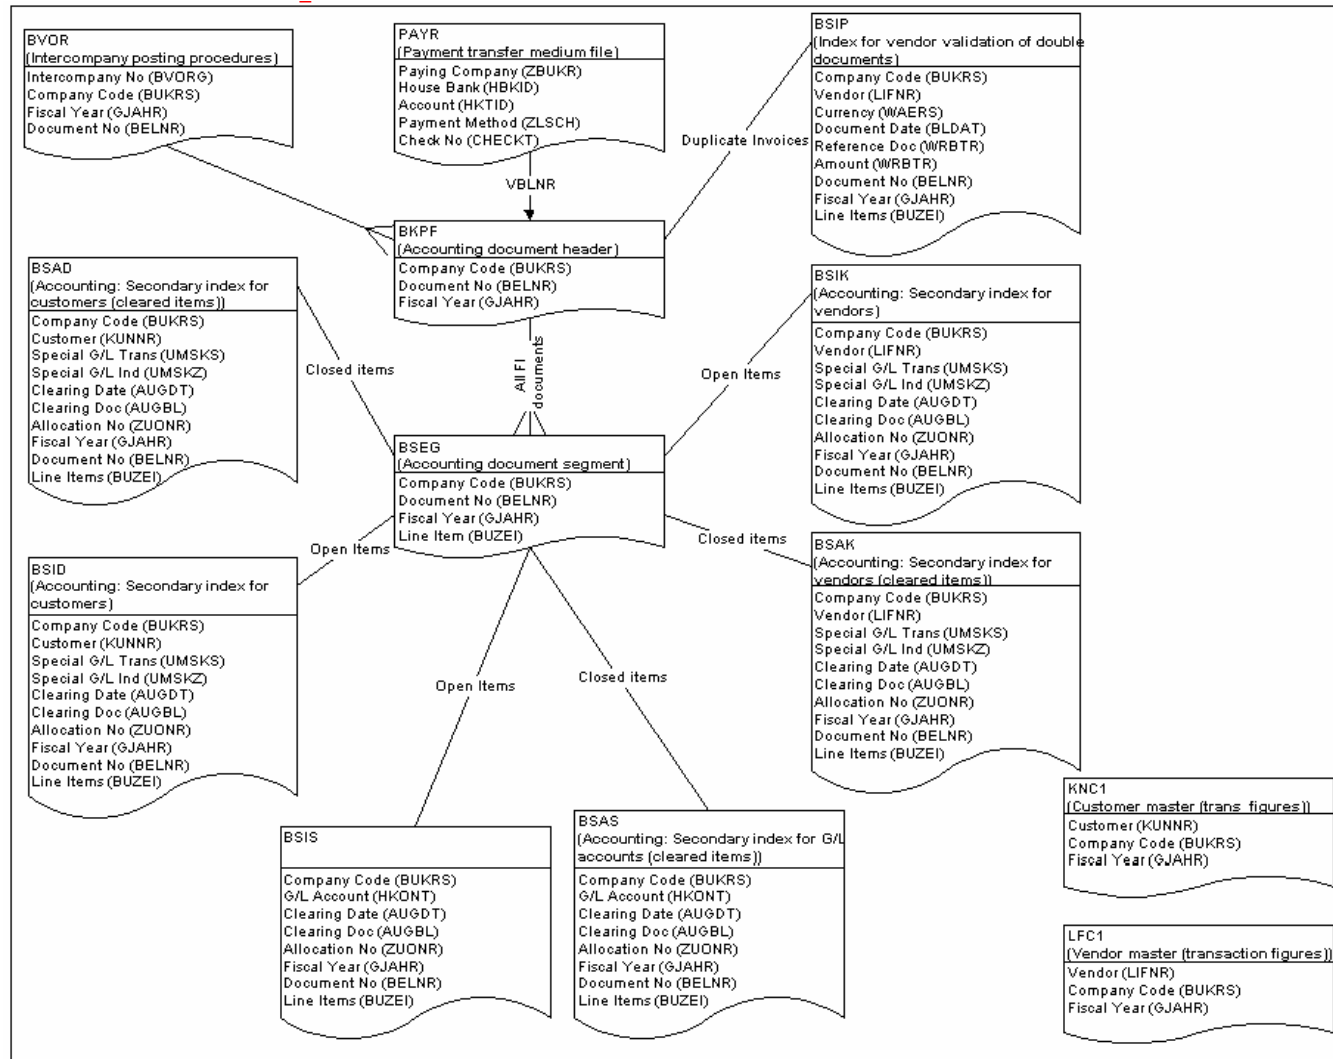 BVOR
(Intercompany posting procedures)
Intercompany No (BVORG)
Company Code (BUKRS)
Fiscal Year (GJAHR)
Document No (BELNR)
PAYR
(Payment transfer medium file)
Paying Company (ZBUKR)
House Bank (HBKID)
Account (HKTID)
Payment Method (ZLSCH)
Check No (CHECKT)
BSIP
(Index for vendor validation of double
documents)
Company Code (BUKRS)
Vendor (LIFNR)
Currency (WAERS)
Document Date (BLDAT)
Reference Doc (WRBTR)
Amount (WRBTR)
Document No (BELNR)
Fiscal Year (GJAHR)
Line Items (BUZEI)
Duplicate Invoices
VBLNR
BKPF
(Accounting document header)
Company Code (BUKRS)
Document No (BELNR)
Fiscal Year (GJAHR)
BSAD
(Accounting: Secondary index for
customers (cleared items))
Company Code (BUKRS)
Customer (KUNNR)
Special G/L Trans (UMSKS)
Special G/L Ind (UMSKZ)
Clearing Date (AUGDT)
Clearing Doc (AUGBL)
Allocation No (ZUONR)
Fiscal Year (GJAHR)
Document No (BELNR)
Line Items (BUZEI)
Closed items
All FI
documents
BSIK
(Accounting: Secondary index for
vendors)
Company Code (BUKRS)
Vendor (LIFNR)
Special G/L Trans (UMSKS)
Special G/L Ind (UMSKZ)
Clearing Date (AUGDT)
Clearing Doc (AUGBL)
Allocation No (ZUONR)
Fiscal Year (GJAHR)
Document No (BELNR)
Line Items (BUZEI)
Open Items
BSEG
(Accounting document segment)
Company Code (BUKRS)
Document No (BELNR)
Fiscal Year (GJAHR)
Line Item (BUZEI)
Open Items
Closed items
BSID
(Accounting: Secondary index for
customers)
Company Code (BUKRS)
Customer (KUNNR)
Special G/L Trans (UMSKS)
Special G/L Ind (UMSKZ)
Clearing Date (AUGDT)
Clearing Doc (AUGBL)
Allocation No (ZUONR)
Fiscal Year (GJAHR)
Document No (BELNR)
Line Items (BUZEI)
BSAK
(Accounting: Secondary index for
vendors (cleared items))
Company Code (BUKRS)
Vendor (LIFNR)
Special G/L Trans (UMSKS)
Special G/L Ind (UMSKZ)
Clearing Date (AUGDT)
Clearing Doc (AUGBL)
Allocation No (ZUONR)
Fiscal Year (GJAHR)
Document No (BELNR)
Line Items (BUZEI)
Open Items
Closed items
BSIS
Company Code (BUKRS)
G/L Account (HKONT)
Clearing Date (AUGDT)
Clearing Doc (AUGBL)
Allocation No (ZUONR)
Fiscal Year (GJAHR)
Document No (BELNR)
Line Items (BUZEI)
BSAS
(Accounting: Secondary index for G/L
accounts (cleared items))
Company Code (BUKRS)
G/L Account (HKONT)
Clearing Date (AUGDT)
Clearing Doc (AUGBL)
Allocation No (ZUONR)
Fiscal Year (GJAHR)
Document No (BELNR)
Line Items (BUZEI)
KNC1
(Customer master (trans figures))
Customer (KUNNR)
Company Code (BUKRS)
Fiscal Year (GJAHR)
LFC1
(Vendor master (transaction figures))
Vendor (LIFNR)
Company Code (BUKRS)
Fiscal Year (GJAHR)